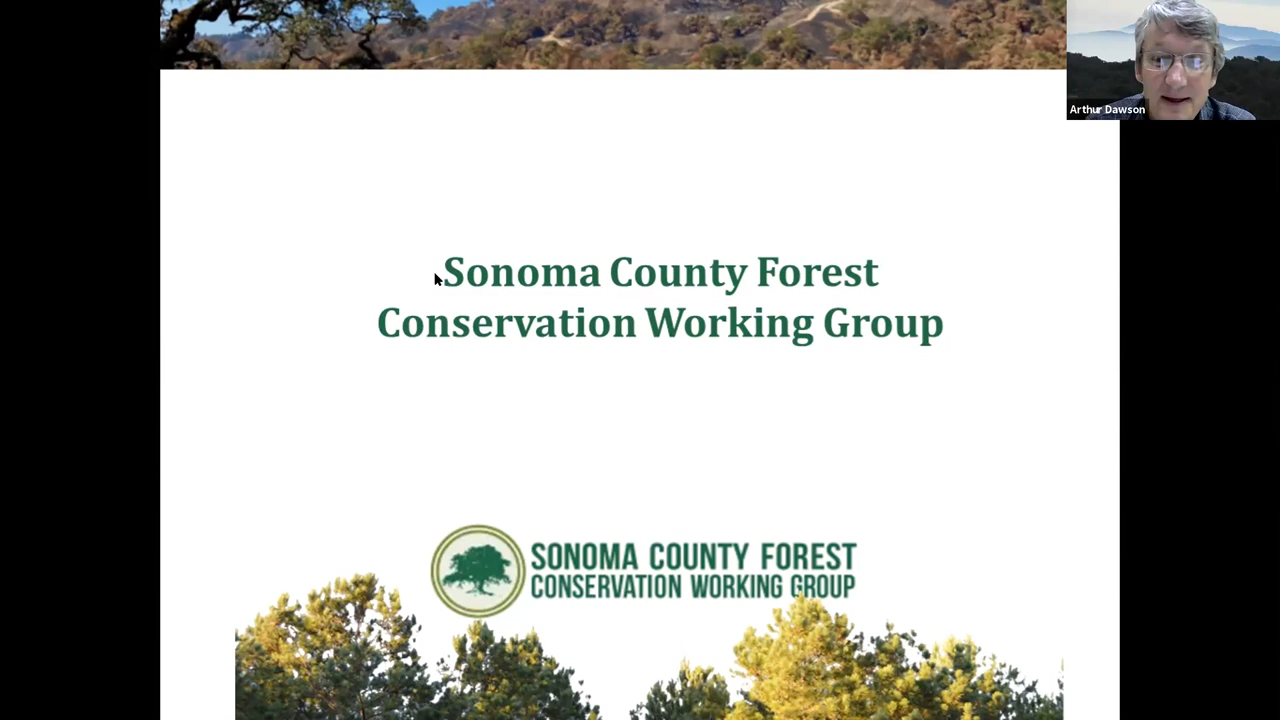 Arthur Dawson
Sonoma County Forest
Conservation Working Group
SONOMA COUNTY FOREST
CONSERVATION WORKING GROUP